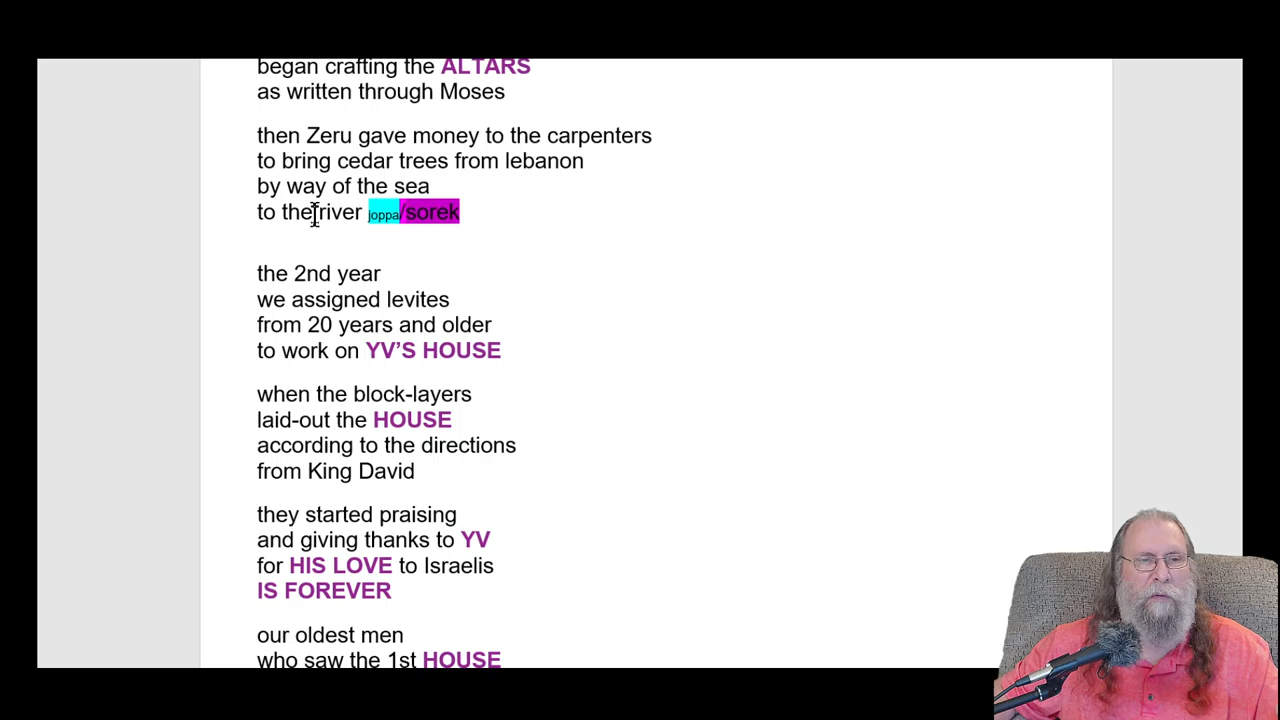 began crafting the ALTARS
as written through Moses
then Zeru gave money to the carpenters
to bring cedar trees from lebanon
by way of the sea
to the river joppa/sorek
the 2nd year
we assigned levites
from 20 years and older
to work on YV’S HOUSE
when the block-layers
laid-out the HOUSE
according to the directions
from King David
they started praising
and giving thanks to YV
for HIS LOVE to Israelis
IS FOREVER
our oldest men
who saw the 1st HOUSE